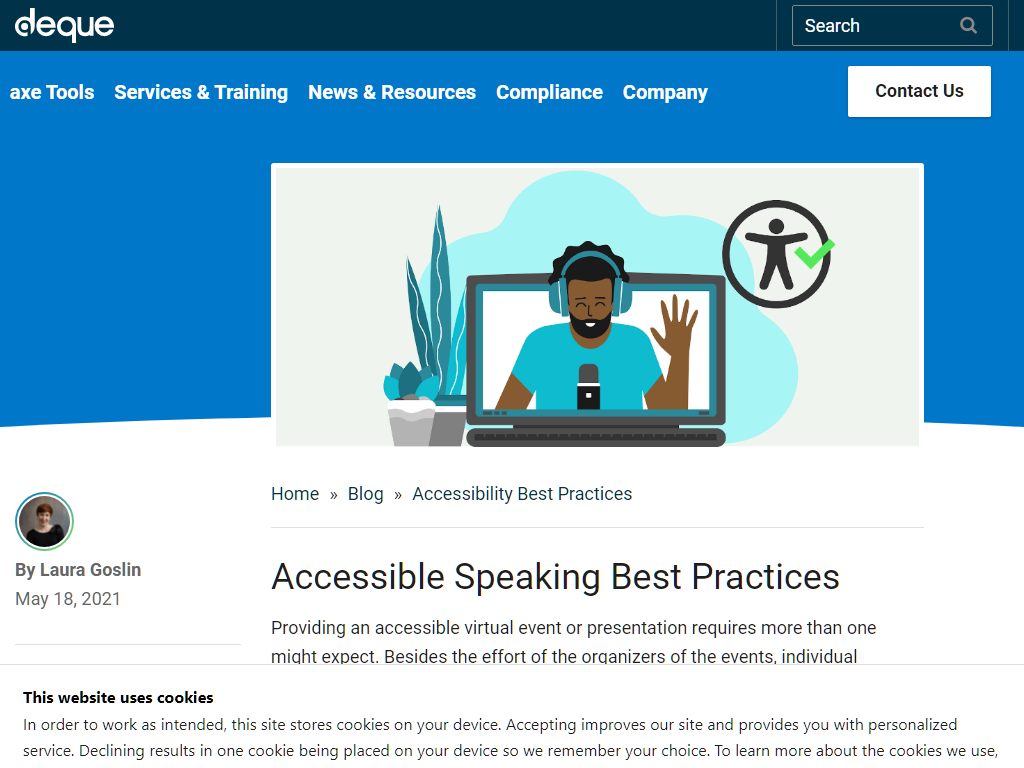 deque
Search
axe Tools
Services & Training
News & Resources
Compliance
Company
Contact Us
Home » Blog » Accessibility Best Practices
By Laura Goslin
May 18, 2021
Accessible Speaking Best Practices
Providing an accessible virtual event or presentation requires more than one
might expect. Besides the effort of the organizers of the events, individual
This website uses cookies
In order to work as intended, this site stores cookies on your device. Accepting improves our site and provides you with personalized
service. Declining results in one cookie being placed on your device so we remember your choice. To learn more about the cookies we use,